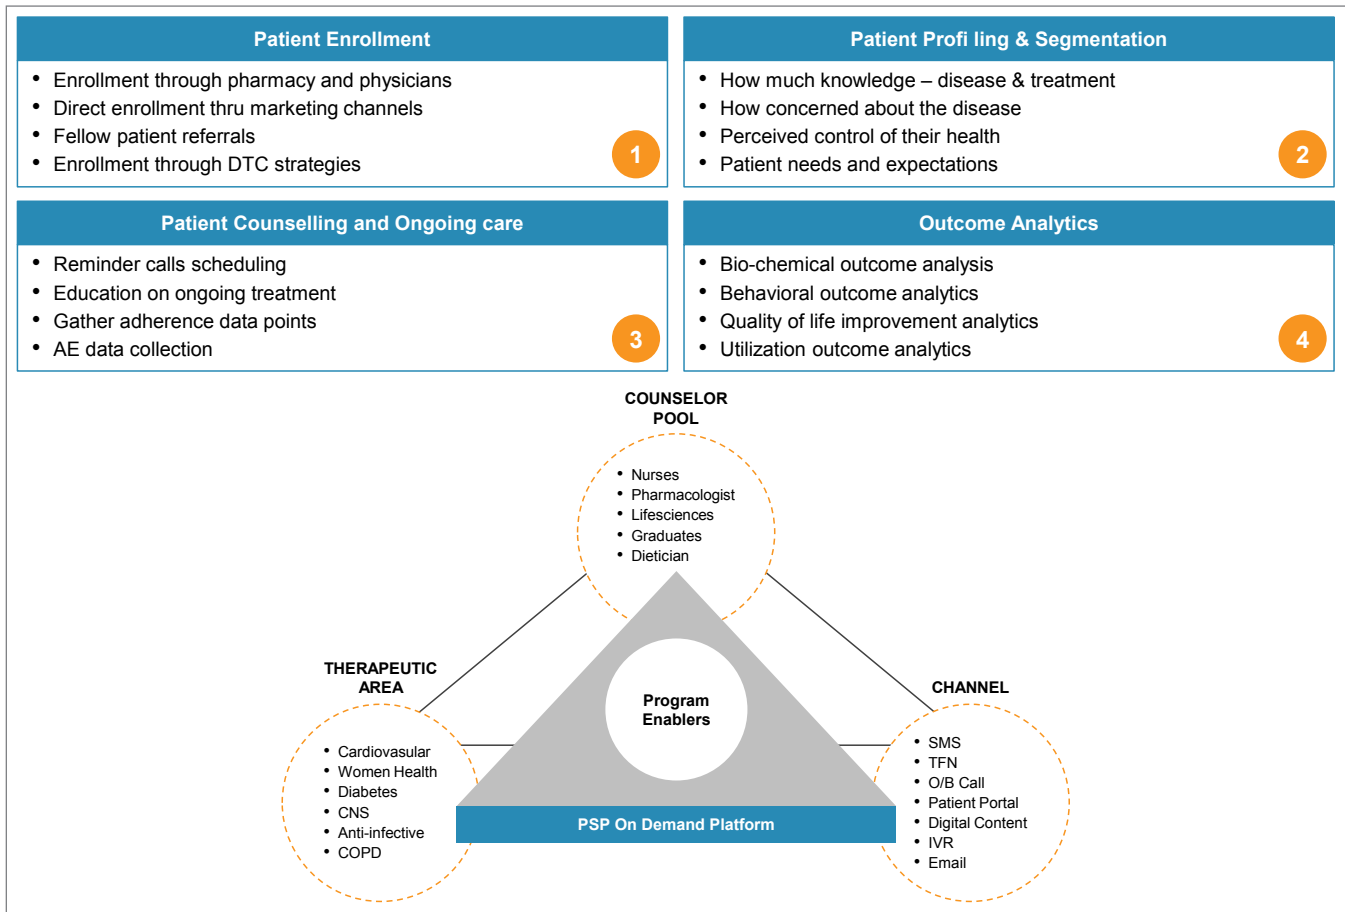 Patient Enrollment
• Enrollment through pharmacy and physicians
• Direct enrollment thru marketing channels
• Fellow patient referrals
• Enrollment through DTC strategies
1
Patient Profi ling & Segmentation
• How much knowledge – disease & treatment
• How concerned about the disease
• Perceived control of their health
• Patient needs and expectations
2
Patient Counselling and Ongoing care
• Reminder calls scheduling
• Education on ongoing treatment
• Gather adherence data points
• AE data collection
3
Outcome Analytics
• Bio-chemical outcome analysis
• Behavioral outcome analytics
• Quality of life improvement analytics
• Utilization outcome analytics
4
COUNSELOR
POOL
• Nurses
• Pharmacologist
• Lifesciences
• Graduates
• Dietician
THERAPEUTIC
AREA
• Cardiovasular
• Women Health
• Diabetes
• CNS
• Anti-infective
• COPD
Program
Enablers
PSP On Demand Platform
CHANNEL
• SMS
• TFN
• O/B Call
• Patient Portal
• Digital Content
• IVR
• Email